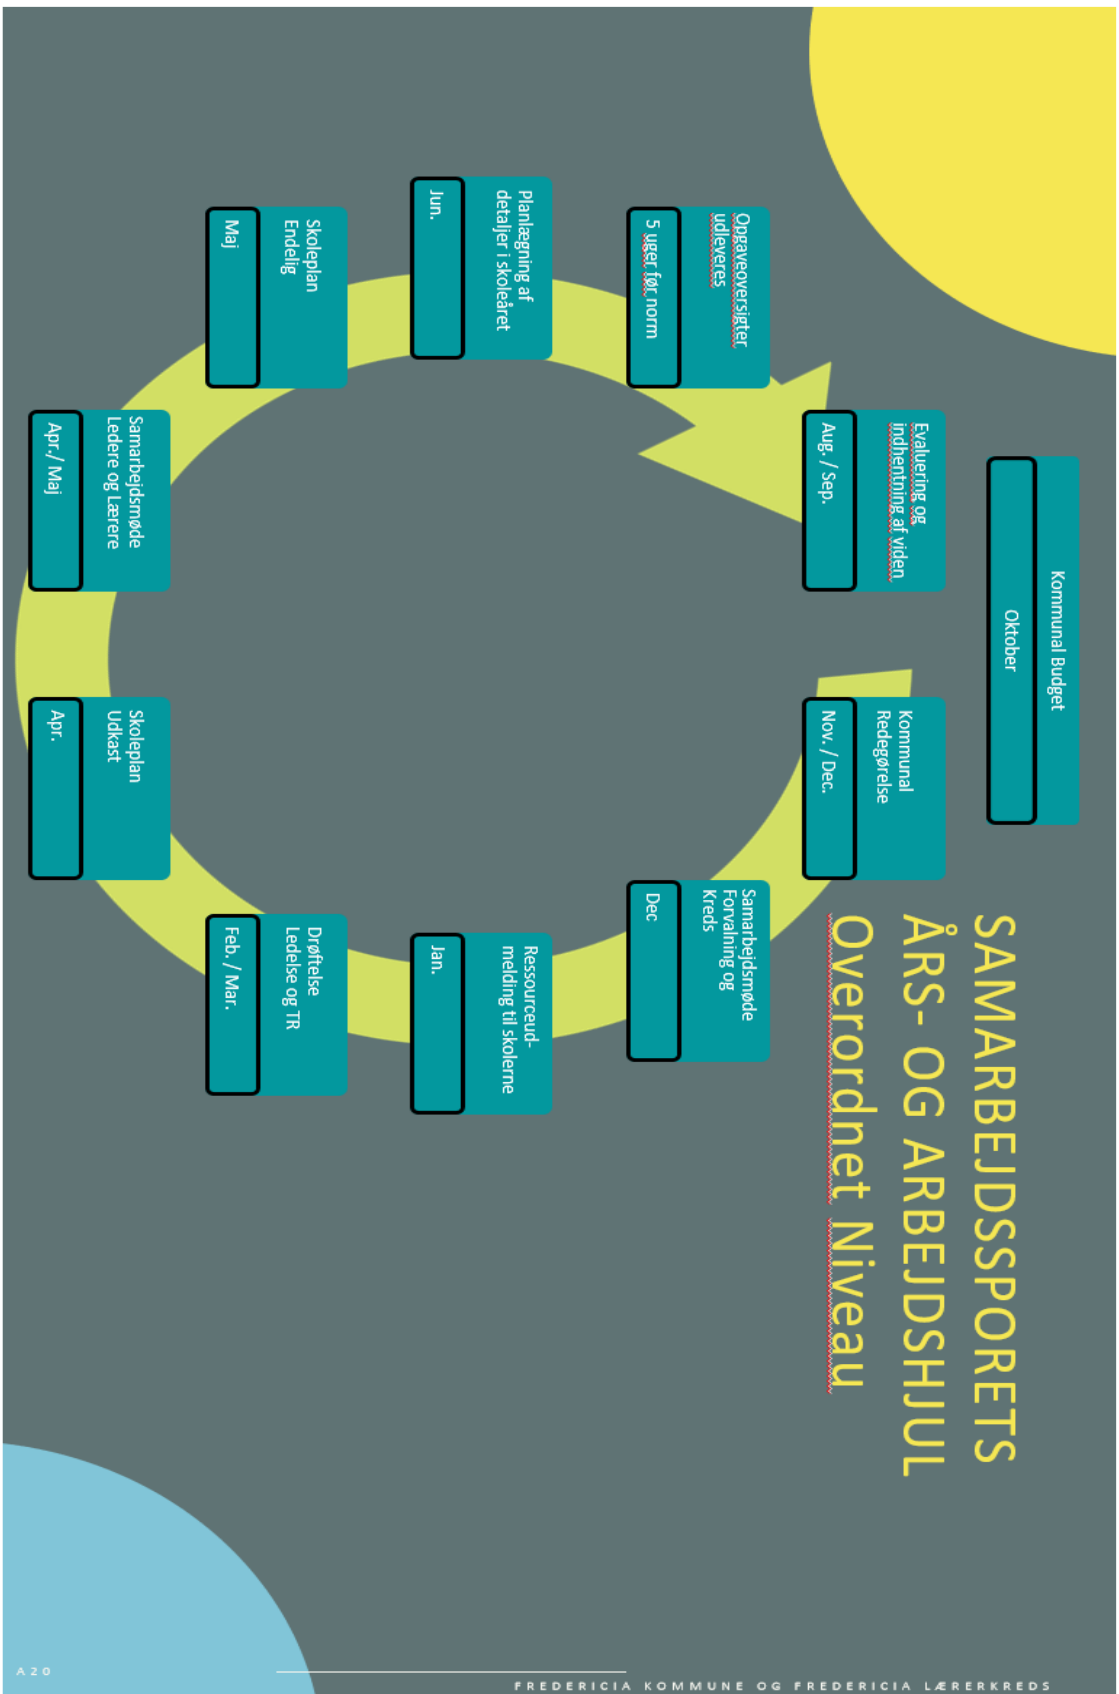 SAMARBEJDSSPORETS
ÅRS- OG ARBEJDSHJUL
Overordnet Niveau
Kommunal Budget
Oktober
Kommunal
Redegørelse
Nov. / Dec.
Samarbejdsmøde
Forvalning og
Kreds
Dec
Ressourceud-
melding til skolerne
Jan.
Drøftelse
Ledelse og TR
Feb. / Mar.
Skoleplan
Udkast
Apr.
Samarbejdsmøde
Ledere og Lærere
Apr./ Maj
Skoleplan
Endelig
Maj
Planlægning af
detaljer i skoleåret
Jun.
Opgaveoversigter
udleveres
5 uger før norm
Evaluering og
indhentning af viden
Aug. / Sep.
FREDERICIA KOMMUNE OG FREDERICIA LÆRERKREDS
A20